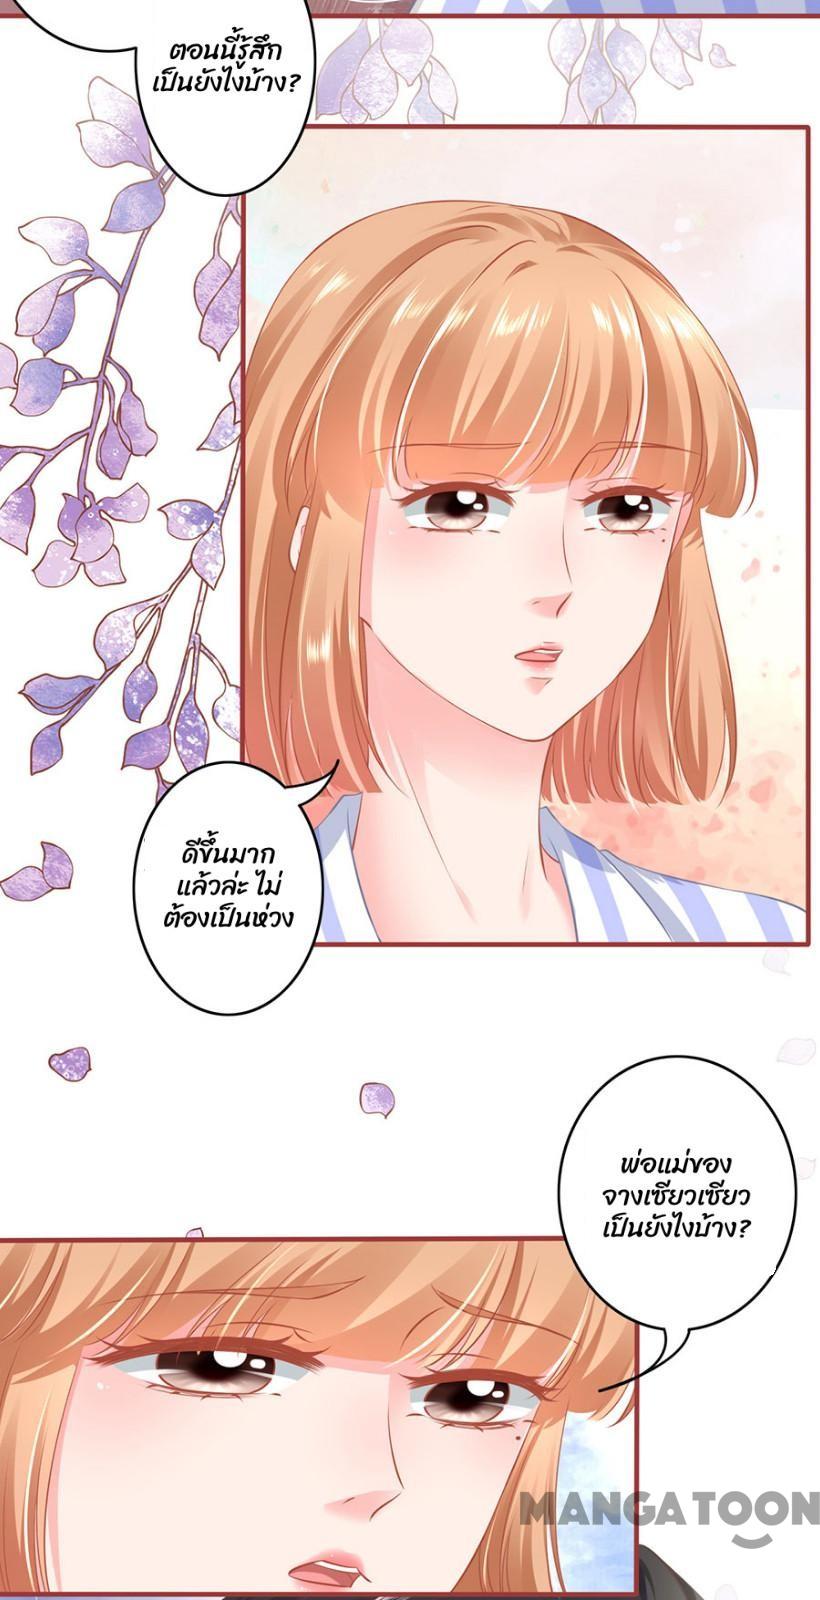 ตอนนี้รู้สึก
เป็นยังไงบ้าง?
ดีขึ้นมาก
แล้วล่ะ ไม่
ต้องเป็นห่วง
พ่อแม่ของ
จางเซียวเซียว
เป็นยังไงบ้าง?
MANGATOON